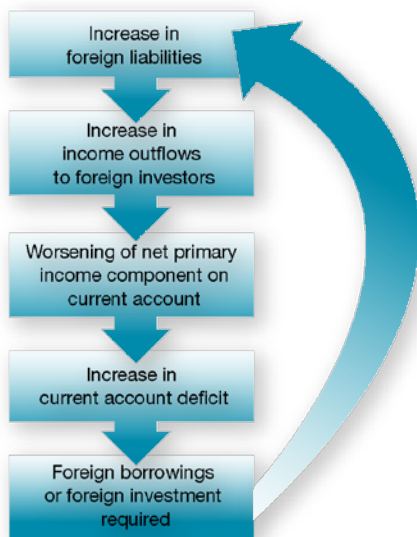 Increase in
foreign liabilities
Increase in
income outflows
to foreign investors
Worsening of net primary
income component on
current account
Increase in
current account deficit
Foreign borrowings
or foreign investment
required